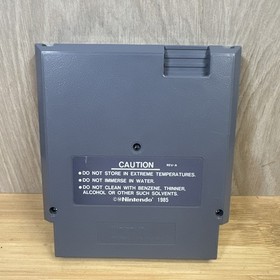 CAUTION
REV-A
●DO NOT STORE IN EXTREME TEMPERATURES.
●DO NOT IMMERSE IN WATER.
●DO NOT CLEAN WITH BENZENE, THINNER,
ALCOHOL OR OTHER SUCH SOLVENTS.
©Nintendo 1985